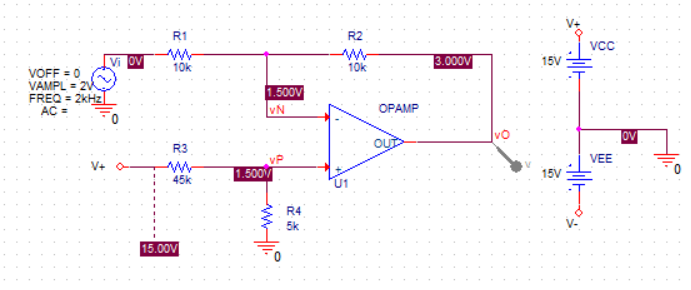 V+
R1
R2
VCC
Vi
0V
10k
10k
3.000V
15V
VOFF = 0
VAMPL = 2V
FREQ = 2kHz
AC =
0
1.500V
vN
OPAMP
-
OUT
vO
V
0V
0
R3
vP
VEE
V+
45k
1.500V
+
U1
15V
R4
5k
V-
15.00V
0